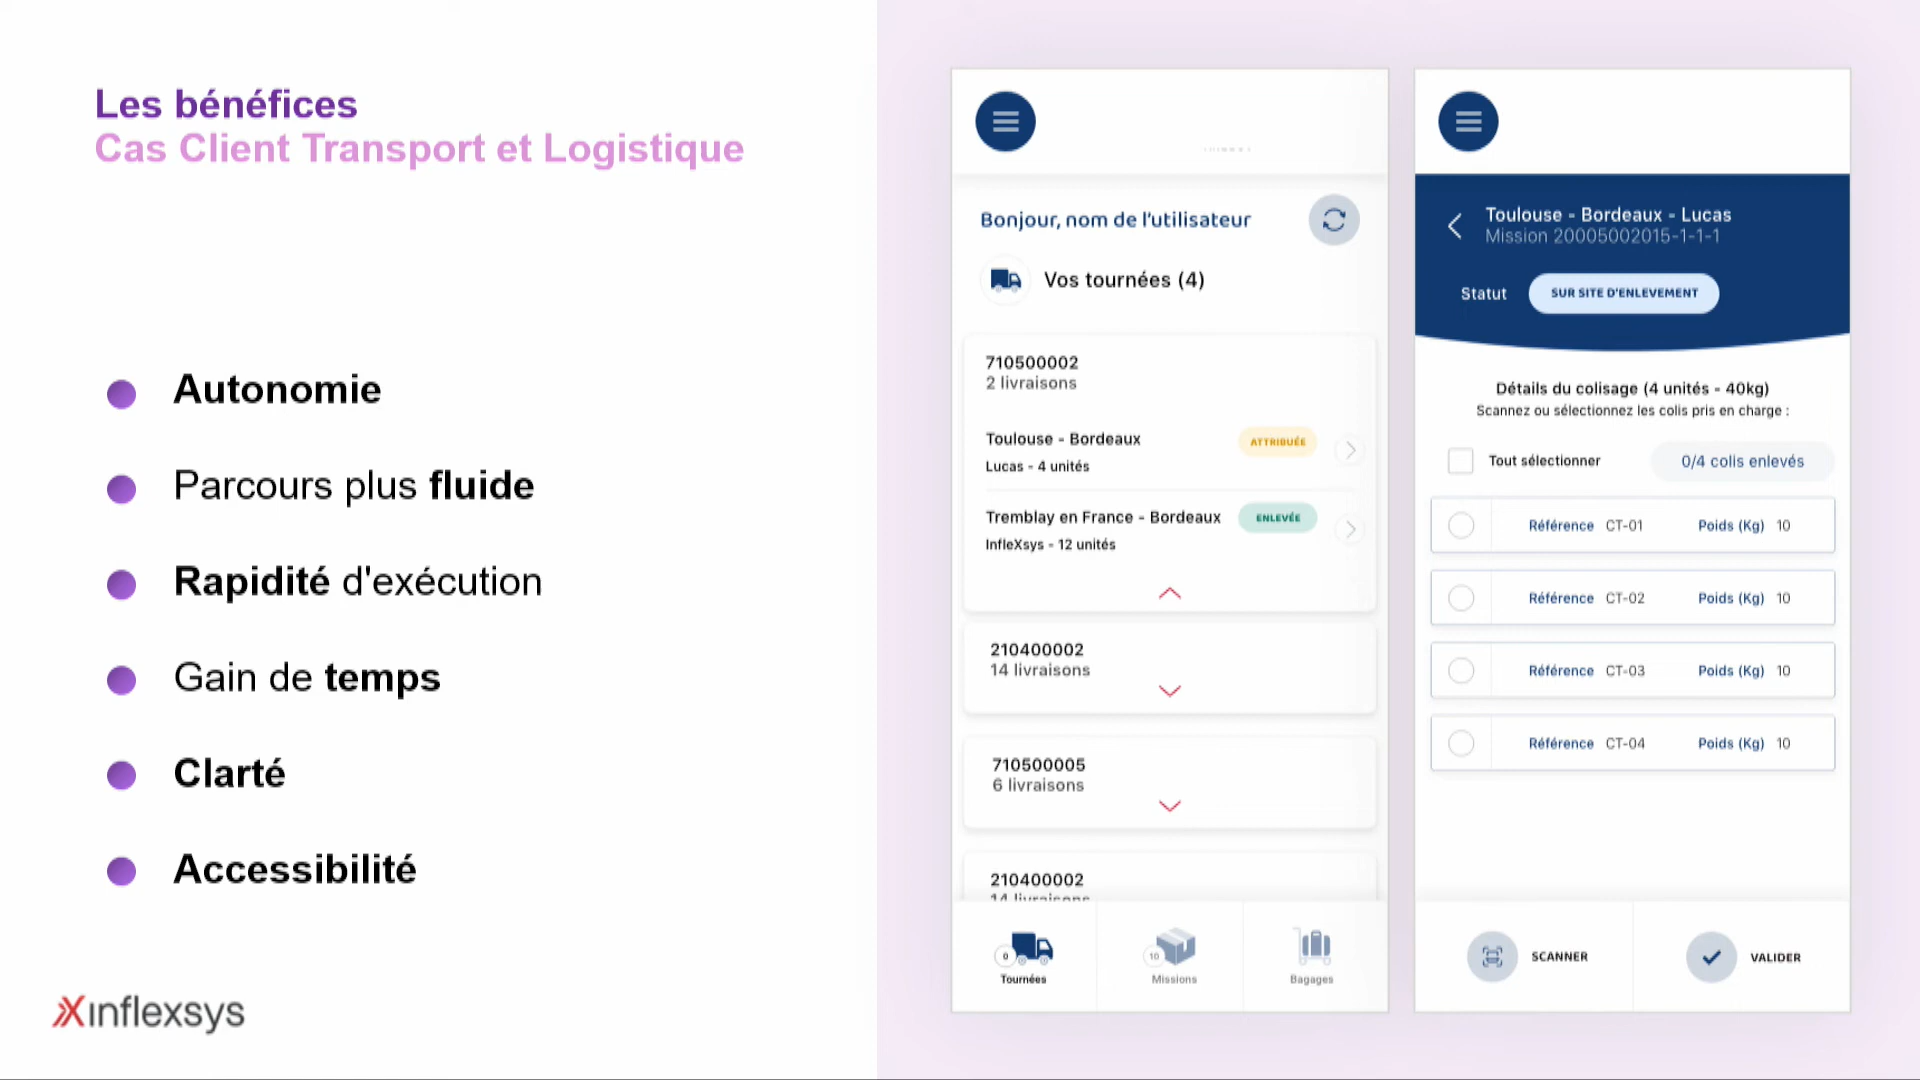 Les bénéfices
Cas Client Transport et Logistique
Autonomie
Parcours plus fluide
Rapidité d'exécution
Gain de temps
Clarté
Accessibilité
inflexsys
Bonjour, nom de l'utilisateur
Vos tournées (4)
710500002
2 livraisons
Toulouse - Bordeaux
ATTRIBUÉE
Lucas - 4 unités
Tremblay en France - Bordeaux
ENLEVÉE
InfleXsys - 12 unités
210400002
14 livraisons
710500005
6 livraisons
210400002
14 livraisons
0
Tournées
10
Missions
Bagages
Toulouse - Bordeaux - Lucas
Mission 20005002015-1-1-1
Statut
SUR SITE D'ENLEVEMENT
Détails du colisage (4 unités - 40kg)
Scannez ou sélectionnez les colis pris en charge :
Tout sélectionner
0/4 colis enlevés
Référence CT-01 Poids (Kg) 10
Référence CT-02 Poids (Kg) 10
Référence CT-03 Poids (Kg) 10
Référence CT-04 Poids (Kg) 10
SCANNER
VALIDER